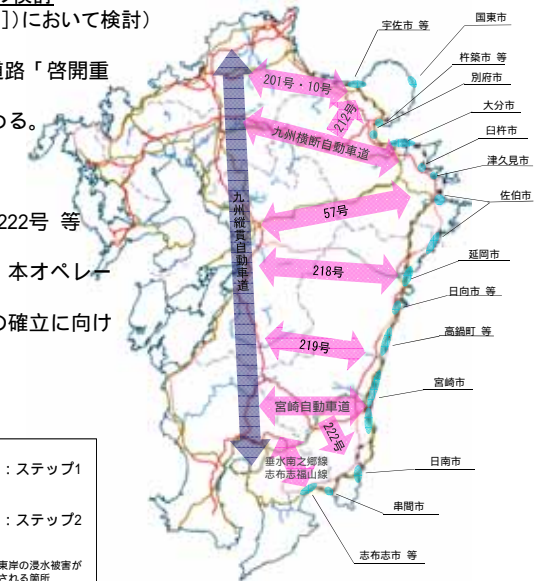 の検討
])において検討)
道路「啓開重
める。
222号 等
本オペレー
の確立に向け
：ステップ1
：ステップ2
東岸の浸水被害が
される箇所
宇佐市 等
国東市
杵築市 等
別府市
大分市
臼杵市
津久見市
佐伯市
延岡市
日向市 等
高鍋町 等
宮崎市
日南市
串間市
志布志市 等
201号・10号
212号
九州横断自動車道
九州縦貫自動車道
57号
218号
219号
宮崎自動車道
222号
垂水南之郷線
志布志福山線